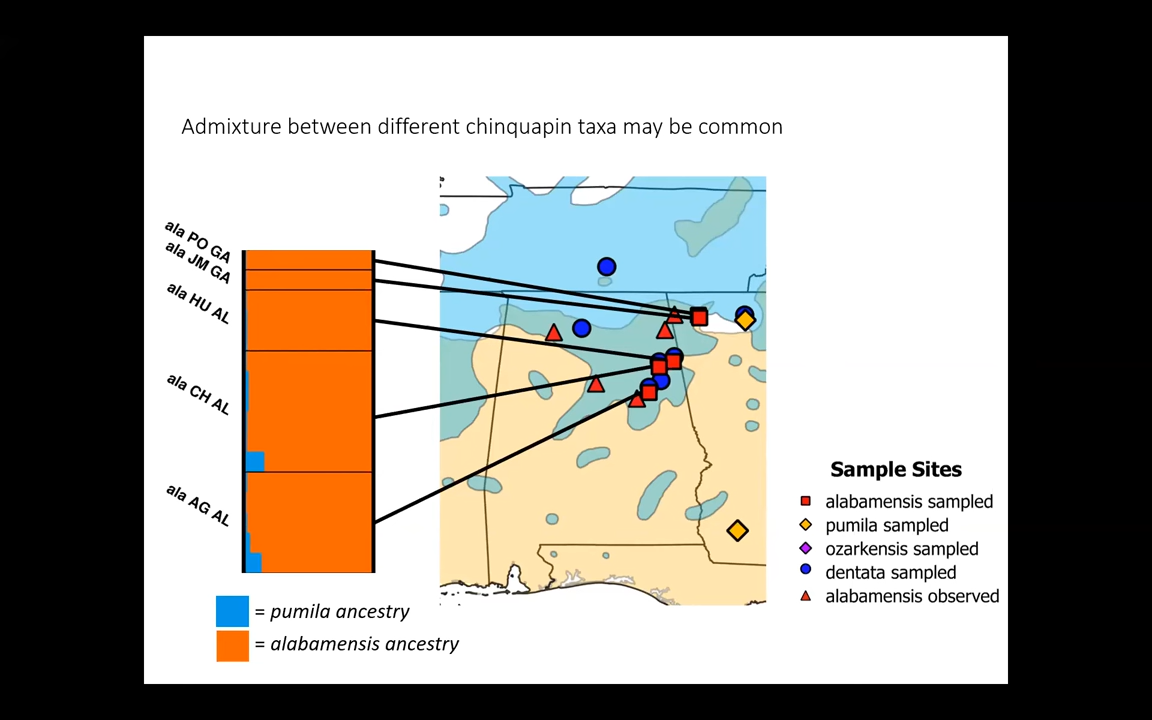 Admixture between different chinquapin taxa may be common
ala PO GA
ala JM GA
ala HU AL
ala CH AL
ala AG AL
= pumila ancestry
= alabamensis ancestry
Sample Sites
alabamensis sampled
pumila sampled
ozarkensis sampled
dentata sampled
alabamensis observed